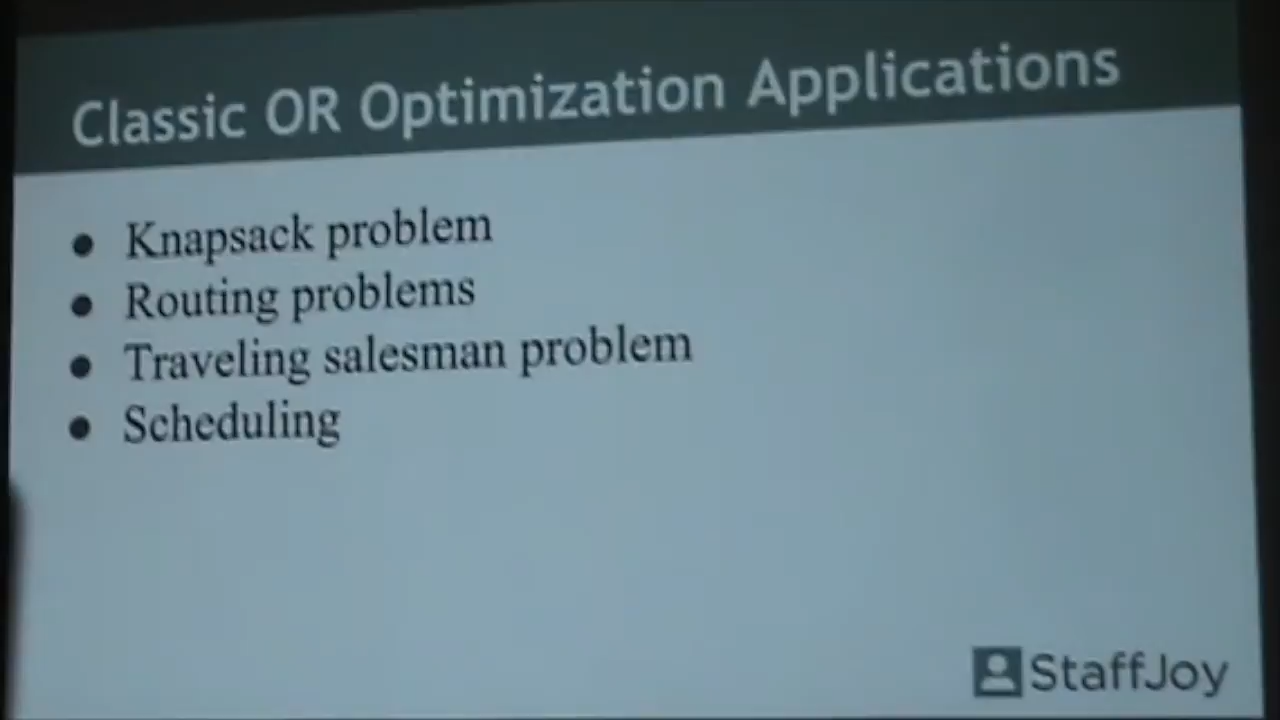 Classic OR Optimization Applications
● Knapsack problem
● Routing problems
● Traveling salesman problem
● Scheduling
StaffJoy